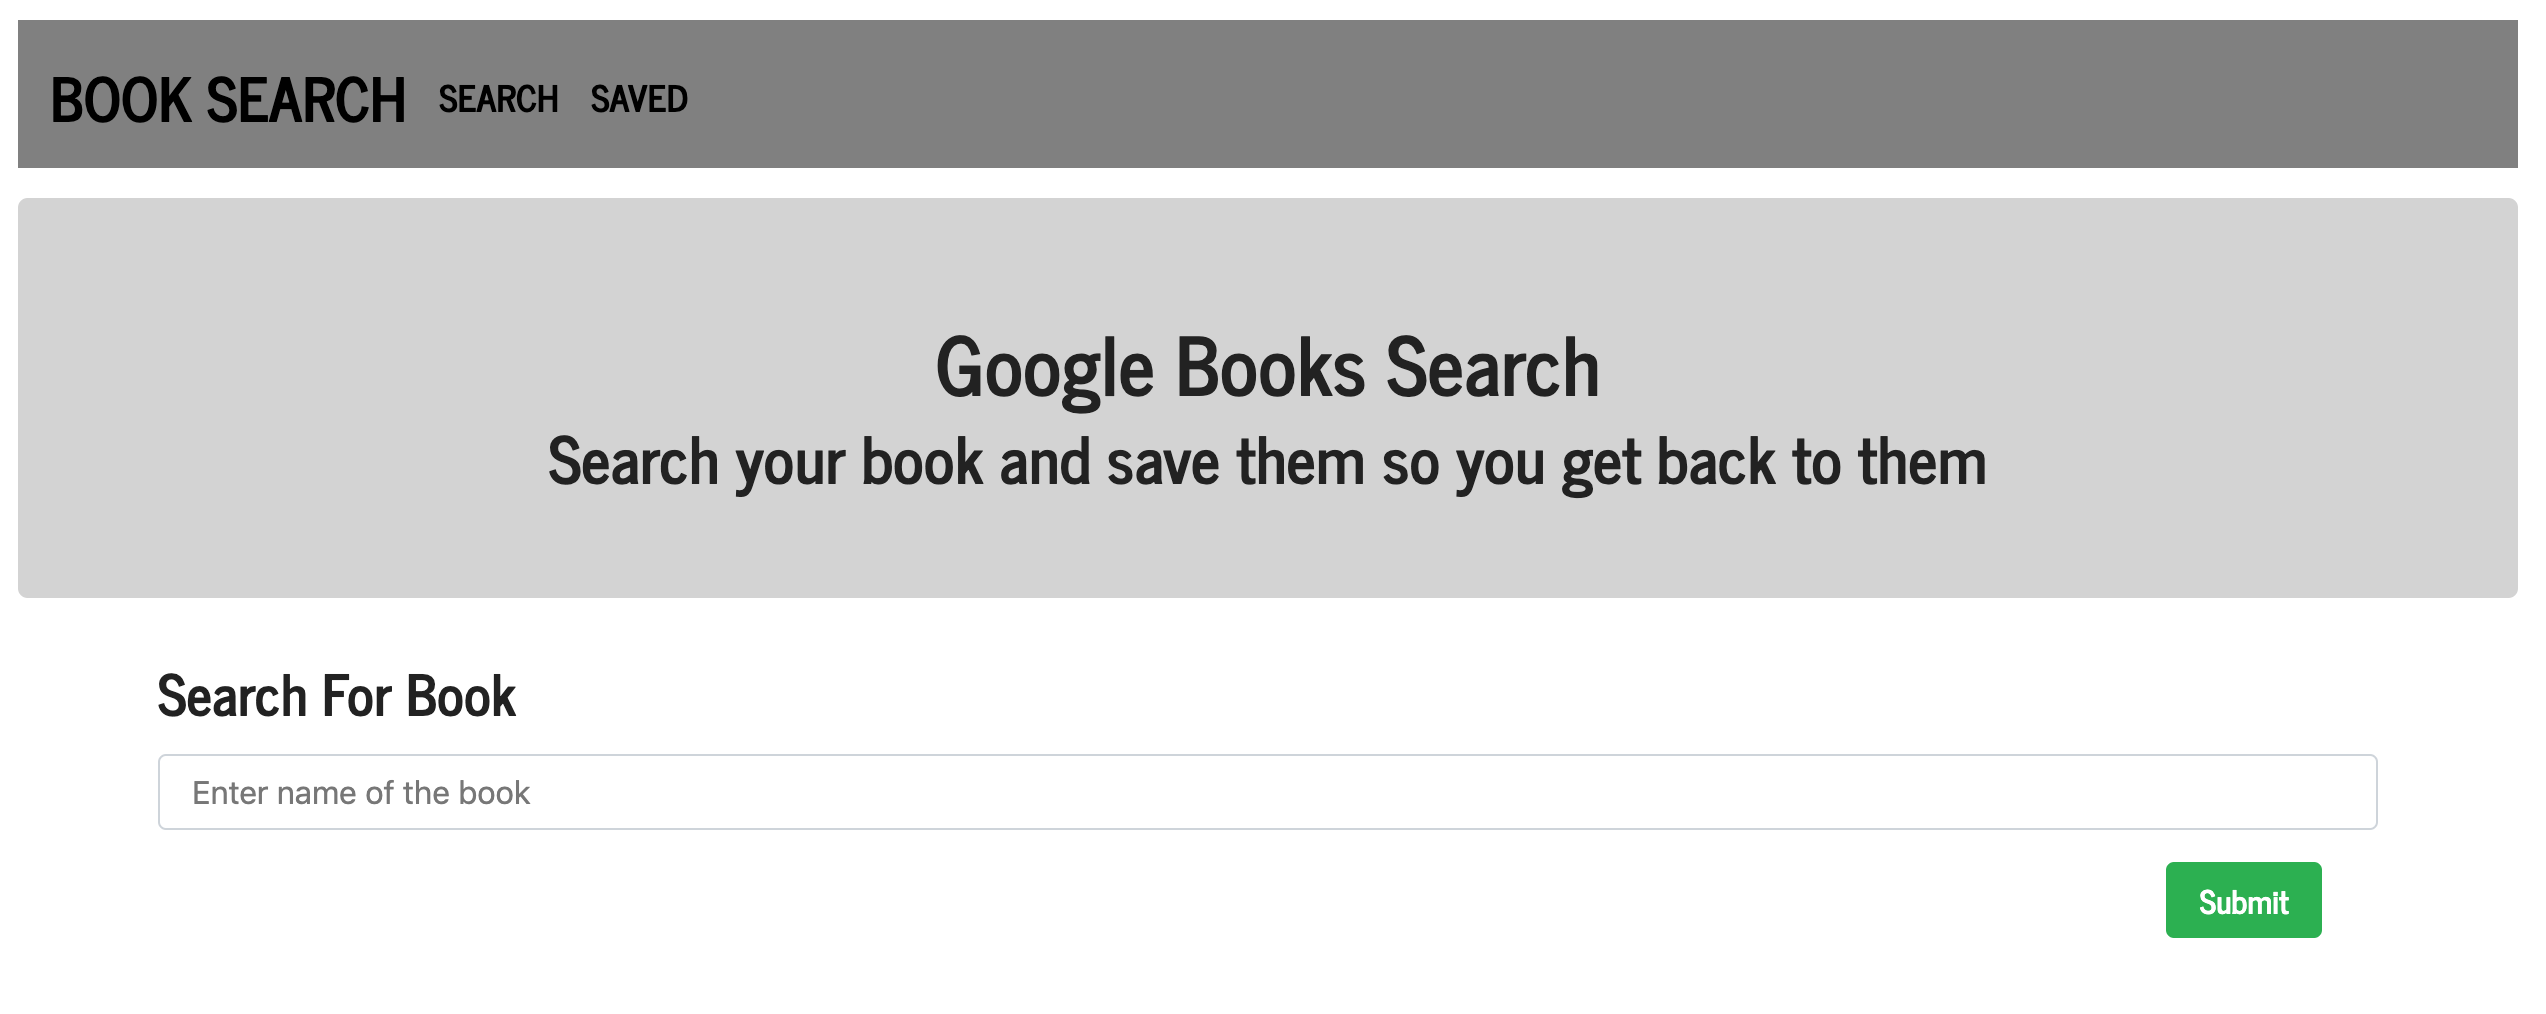 BOOK SEARCH SEARCH SAVED
Google Books Search
Search your book and save them so you get back to them
Search For Book
Enter name of the book
Submit